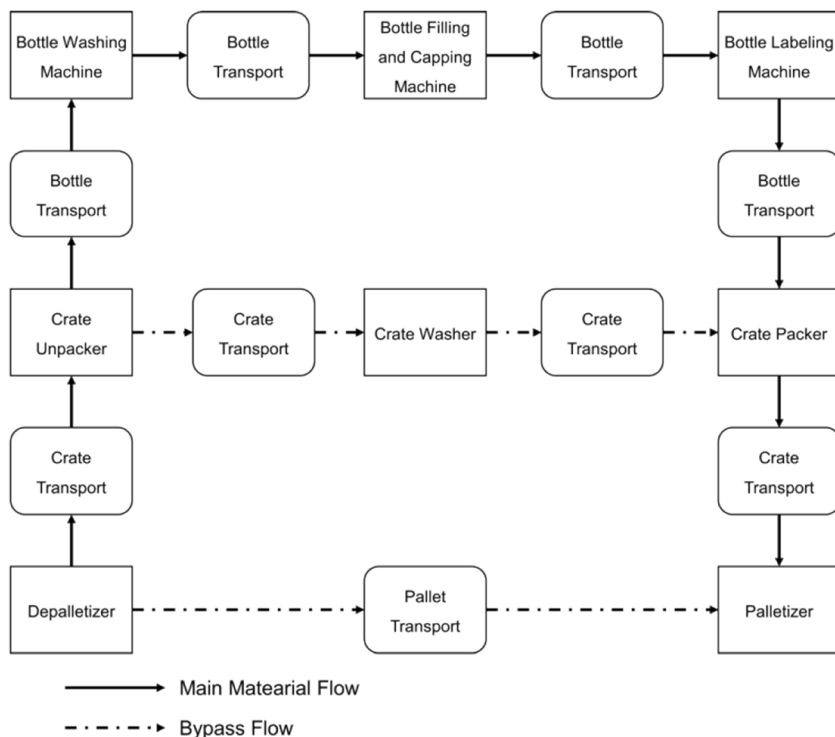 Bottle Washing
Machine
Bottle
Transport
Bottle Filling
and Capping
Machine
Bottle
Transport
Bottle Labeling
Machine
Bottle
Transport
Bottle
Transport
Crate
Unpacker
Crate
Transport
Crate Washer
Crate
Transport
Crate Packer
Crate
Transport
Crate
Transport
Depalletizer
Pallet
Transport
Palletizer
Main Matearial Flow
Bypass Flow